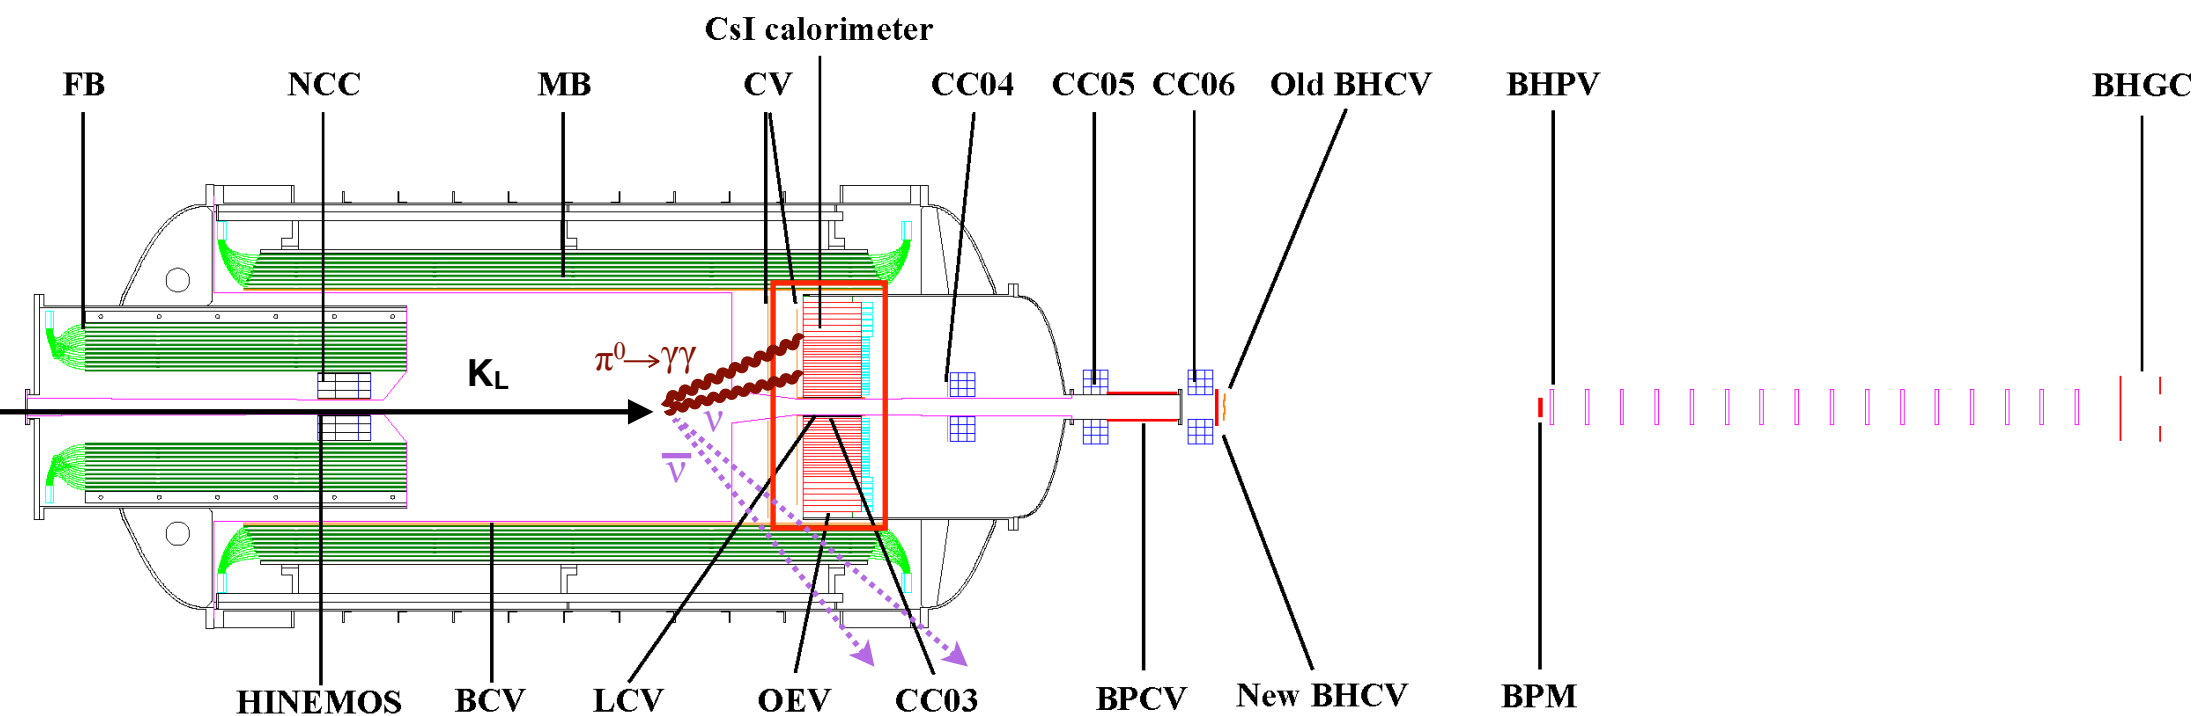 CsI calorimeter
FB NCC MB CV CC04 CC05 CC06 Old BHCV BHPV BHGC
π⁰→γγ
K_L
ν
ν̅
HINEMOS BCV LCV OEV CC03 BPCV New BHCV BPM